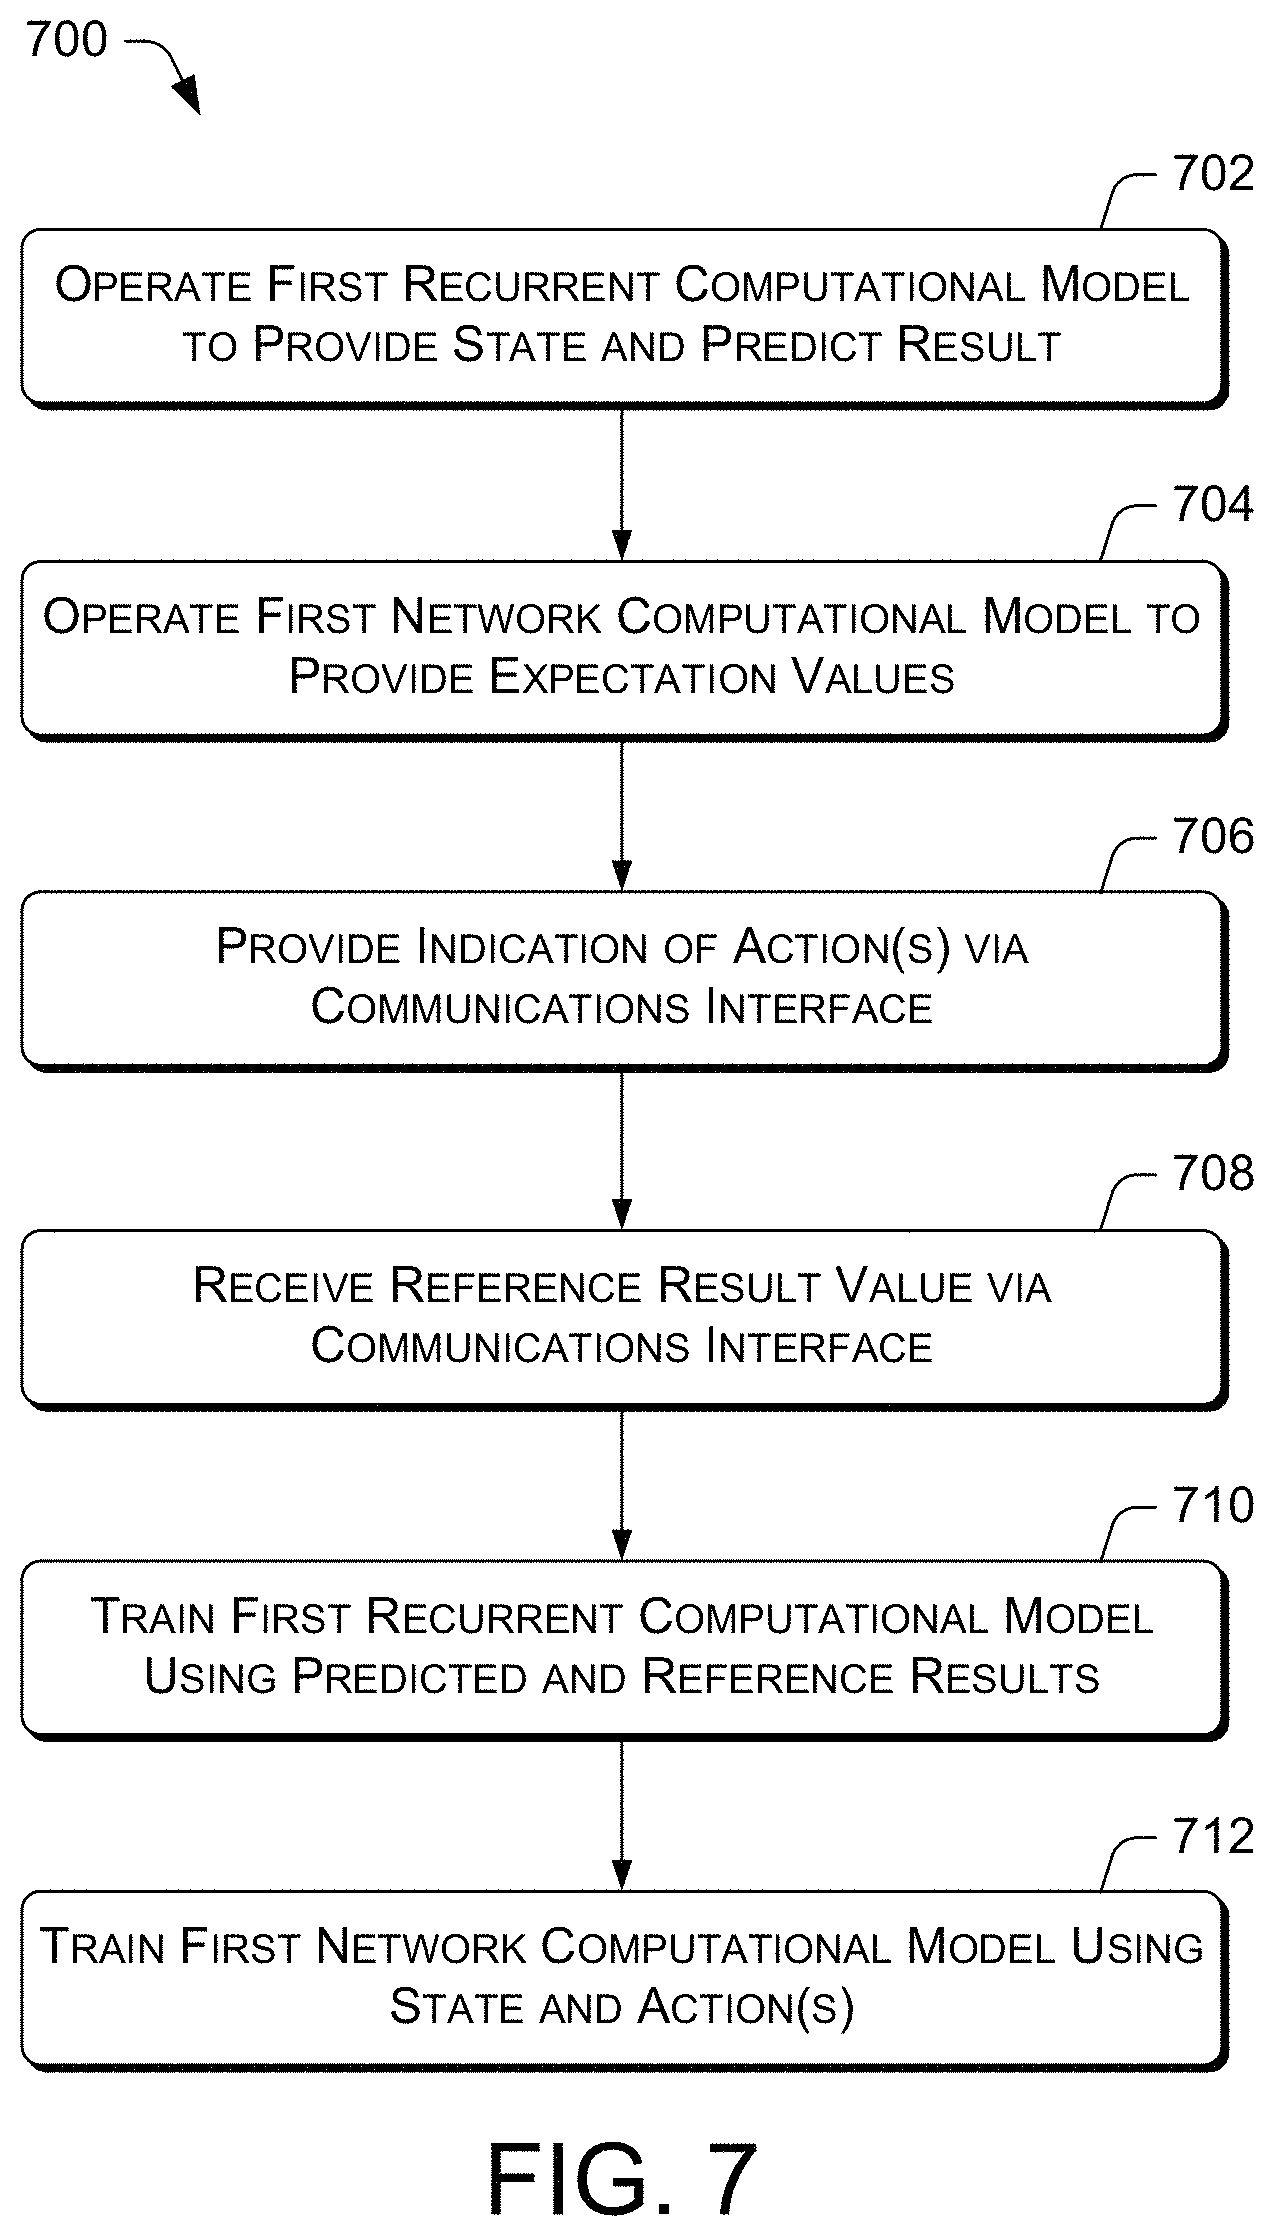 700
702
OPERATE FIRST RECURRENT COMPUTATIONAL MODEL
TO PROVIDE STATE AND PREDICT RESULT
704
OPERATE FIRST NETWORK COMPUTATIONAL MODEL TO
PROVIDE EXPECTATION VALUES
706
PROVIDE INDICATION OF ACTION(S) VIA
COMMUNICATIONS INTERFACE
708
RECEIVE REFERENCE RESULT VALUE VIA
COMMUNICATIONS INTERFACE
710
TRAIN FIRST RECURRENT COMPUTATIONAL MODEL
USING PREDICTED AND REFERENCE RESULTS
712
TRAIN FIRST NETWORK COMPUTATIONAL MODEL USING
STATE AND ACTION(S)
FIG. 7